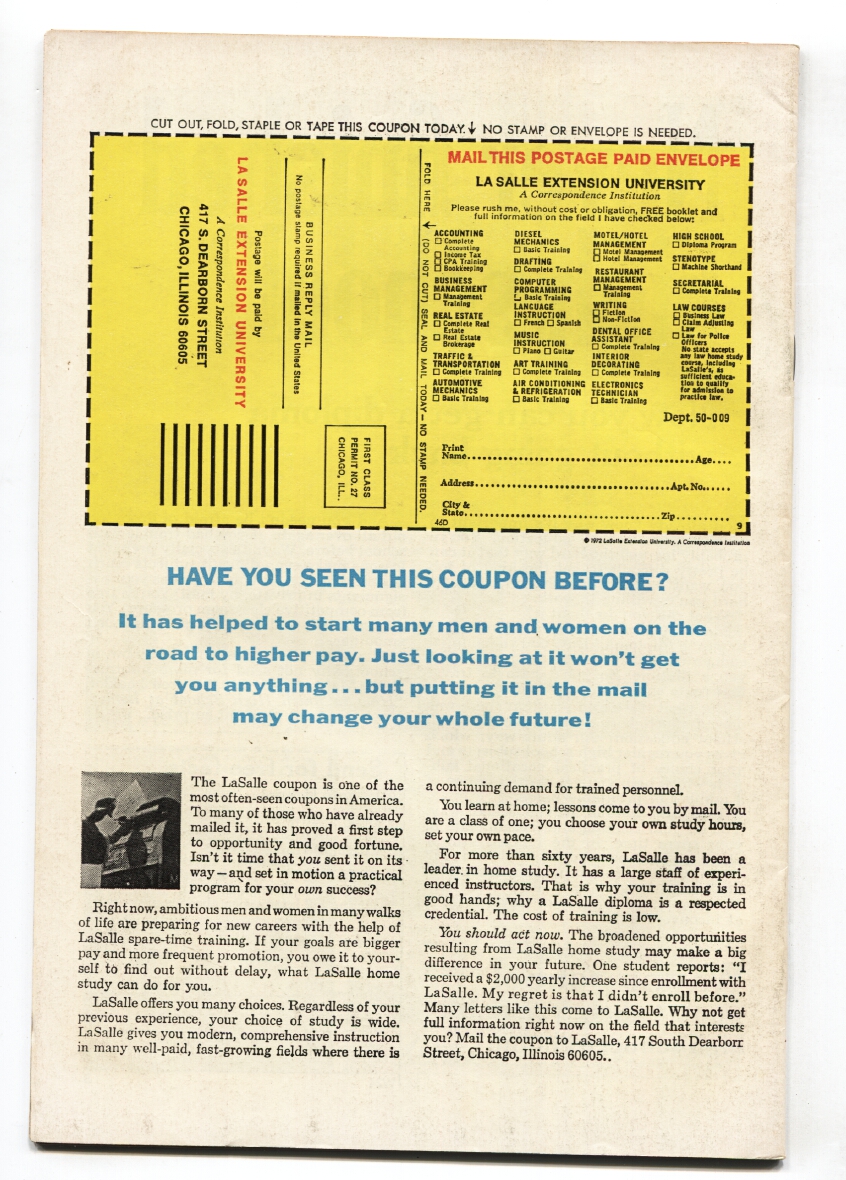 CUT OUT, FOLD, STAPLE OR TAPE THIS COUPON TODAY.↓ NO STAMP OR ENVELOPE IS NEEDED.
BUSINESS REPLY MAIL
No postage stamp required if mailed in the United States
Postage will be paid by
LA SALLE EXTENSION UNIVERSITY
A Correspondence Institution
417 S. DEARBORN STREET
CHICAGO, ILLINOIS 60605
FIRST CLASS
PERMIT NO. 27
CHICAGO, ILL.
FOLD HERE ← (DO NOT CUT) SEAL AND MAIL TODAY — NO STAMP NEEDED.
MAIL THIS POSTAGE PAID ENVELOPE
LA SALLE EXTENSION UNIVERSITY
A Correspondence Institution
Please rush me, without cost or obligation, FREE booklet and
full information on the field I have checked below:
ACCOUNTING
☐ Complete
Accounting
☐ Income Tax
☐ CPA Training
☐ Bookkeeping
BUSINESS
MANAGEMENT
☐ Management
Training
REAL ESTATE
☐ Complete Real
Estate
☐ Real Estate
Brokerage
TRAFFIC &
TRANSPORTATION
☐ Complete Training
AUTOMOTIVE
MECHANICS
☐ Basic Training
DIESEL
MECHANICS
☐ Basic Training
DRAFTING
☐ Complete Training
COMPUTER
PROGRAMMING
☐ Basic Training
LANGUAGE
INSTRUCTION
☐ French ☐ Spanish
MUSIC
INSTRUCTION
☐ Piano ☐ Guitar
ART TRAINING
☐ Complete Training
AIR CONDITIONING
& REFRIGERATION
☐ Basic Training
MOTEL/HOTEL
MANAGEMENT
☐ Motel Management
☐ Hotel Management
RESTAURANT
MANAGEMENT
☐ Management
Training
WRITING
☐ Fiction
☐ Non-Fiction
DENTAL OFFICE
ASSISTANT
☐ Complete Training
INTERIOR
DECORATING
☐ Complete Training
ELECTRONICS
TECHNICIAN
☐ Basic Training
HIGH SCHOOL
☐ Diploma Program
STENOTYPE
☐ Machine Shorthand
SECRETARIAL
☐ Complete Training
LAW COURSES
☐ Business Law
☐ Claim Adjusting
Law
☐ Law for Police
Officers
No state accepts
any law home study
course, including
LaSalle's, as
sufficient educa-
tion to qualify
for admission to
practice law.
Dept. 50-009
Print
Name..............................Age....
Address..............................Apt. No......
City &
State..............................Zip..........
46D 9
© 1972 LaSalle Extension University. A Correspondence Institution
HAVE YOU SEEN THIS COUPON BEFORE?
It has helped to start many men and women on the
road to higher pay. Just looking at it won't get
you anything...but putting it in the mail
may change your whole future!
The LaSalle coupon is one of the
most often-seen coupons in America.
To many of those who have already
mailed it, it has proved a first step
to opportunity and good fortune.
Isn't it time that you sent it on its
way—and set in motion a practical
program for your own success?
Right now, ambitious men and women in many walks
of life are preparing for new careers with the help of
LaSalle spare-time training. If your goals are bigger
pay and more frequent promotion, you owe it to your-
self to find out without delay, what LaSalle home
study can do for you.
LaSalle offers you many choices. Regardless of your
previous experience, your choice of study is wide.
LaSalle gives you modern, comprehensive instruction
in many well-paid, fast-growing fields where there is
a continuing demand for trained personnel.
You learn at home; lessons come to you by mail. You
are a class of one; you choose your own study hours,
set your own pace.
For more than sixty years, LaSalle has been a
leader in home study. It has a large staff of experi-
enced instructors. That is why your training is in
good hands; why a LaSalle diploma is a respected
credential. The cost of training is low.
You should act now. The broadened opportunities
resulting from LaSalle home study may make a big
difference in your future. One student reports: "I
received a $2,000 yearly increase since enrollment with
LaSalle. My regret is that I didn't enroll before."
Many letters like this come to LaSalle. Why not get
full information right now on the field that interests
you? Mail the coupon to LaSalle, 417 South Dearborn
Street, Chicago, Illinois 60605..